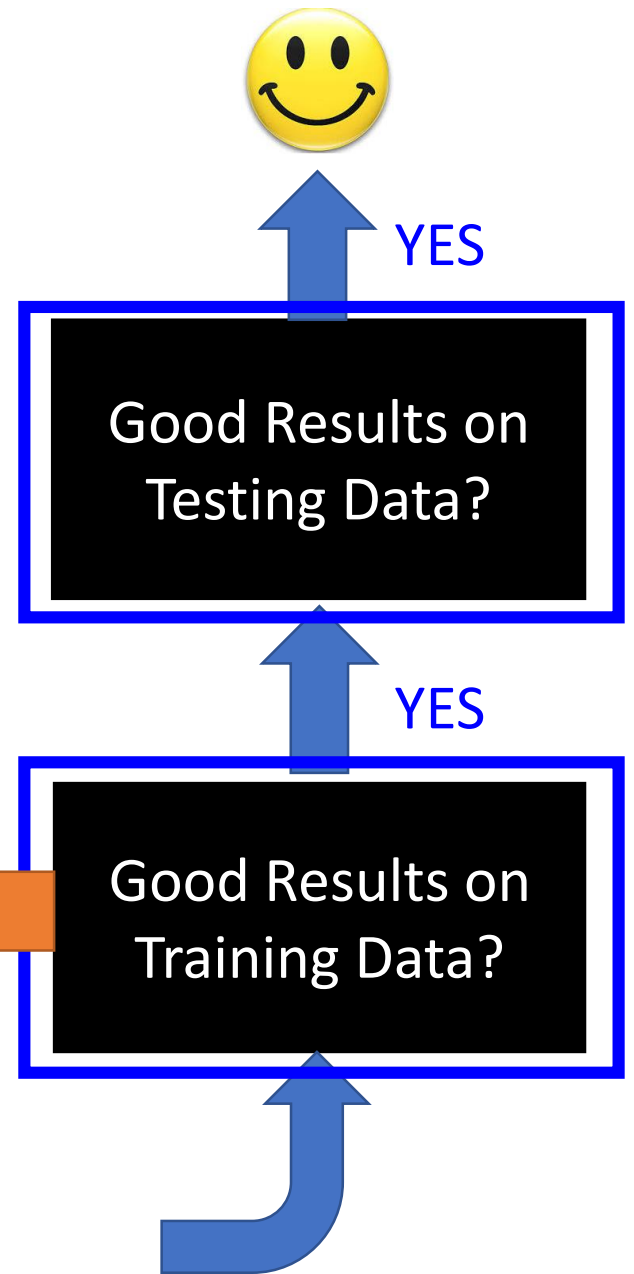 YES
Good Results on
Testing Data?
YES
Good Results on
Training Data?